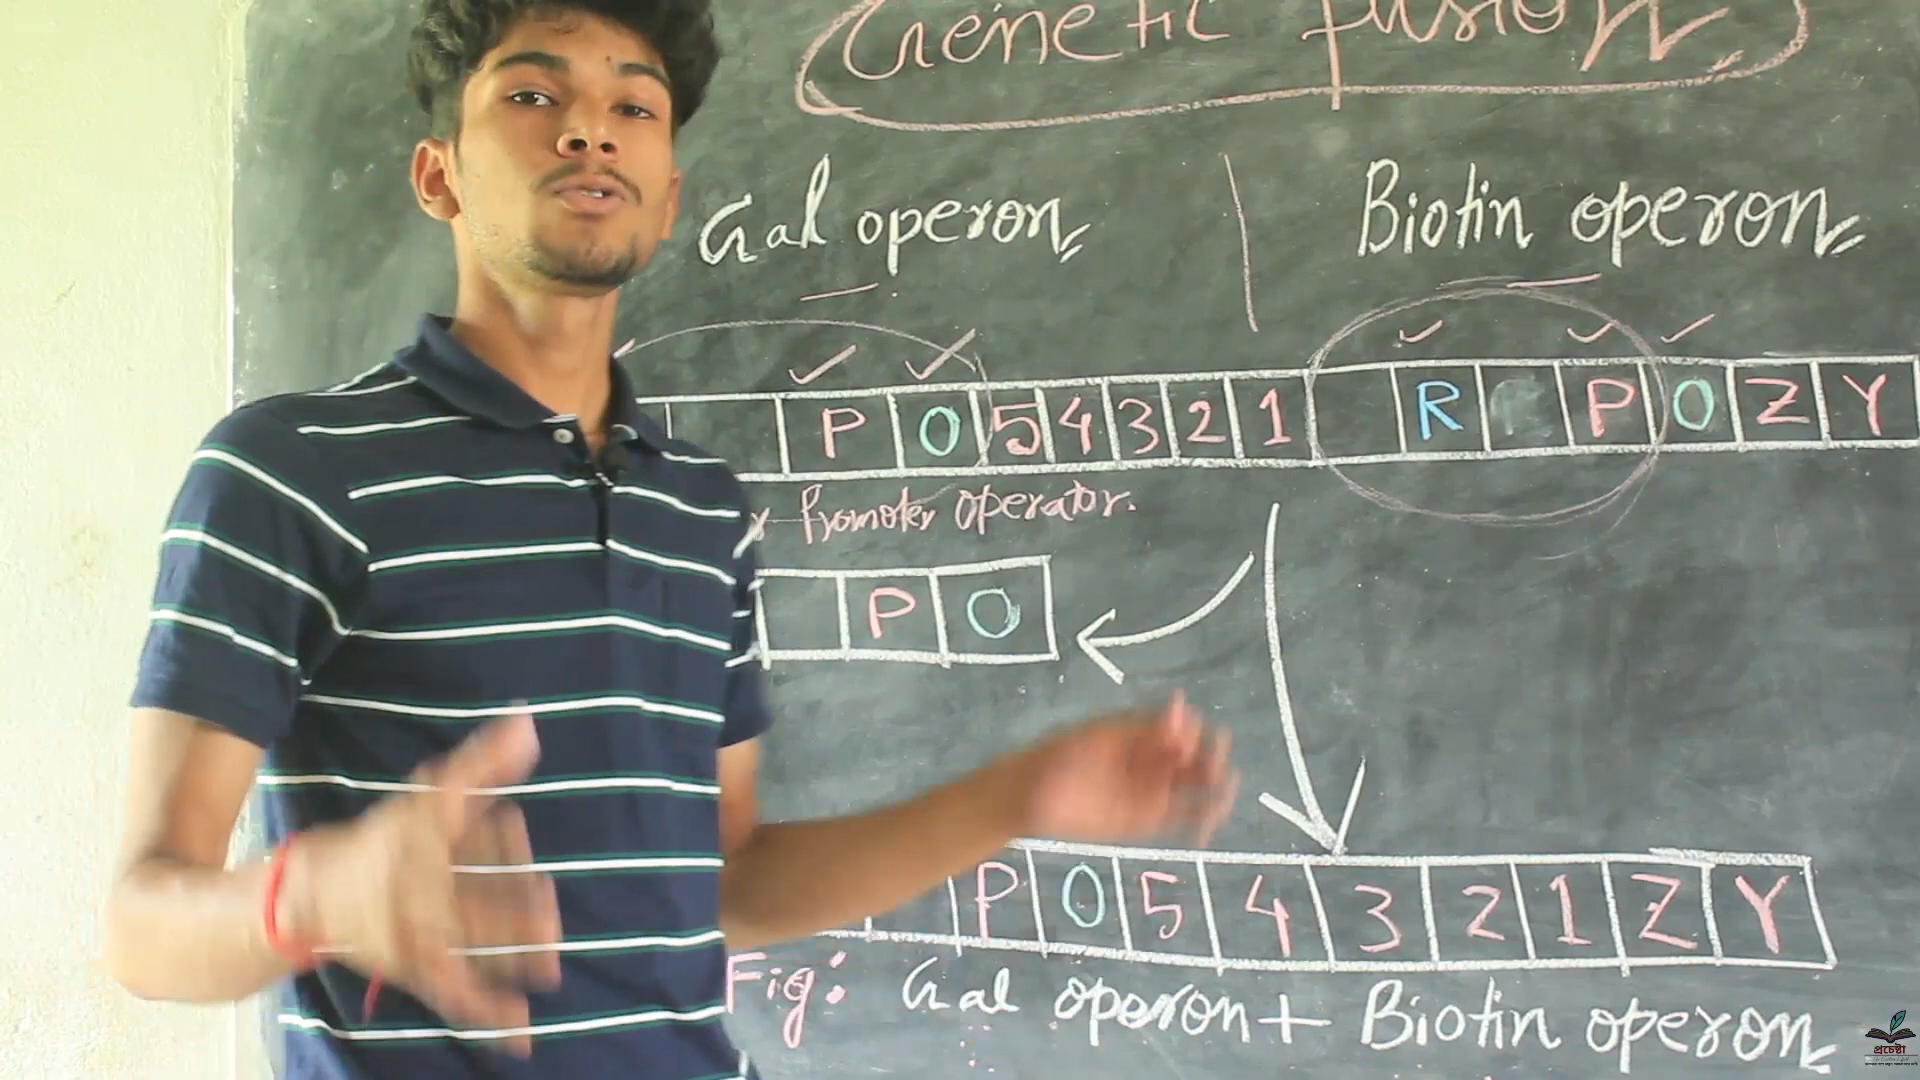 Genetic fusion
Gal operon
Biotin operon
P O 5 4 3 2 1 R P O Z Y
Promoter operator.
P O
P O 5 4 3 2 1 Z Y
Fig: Gal operon + Biotin operon
প্রচেষ্টা